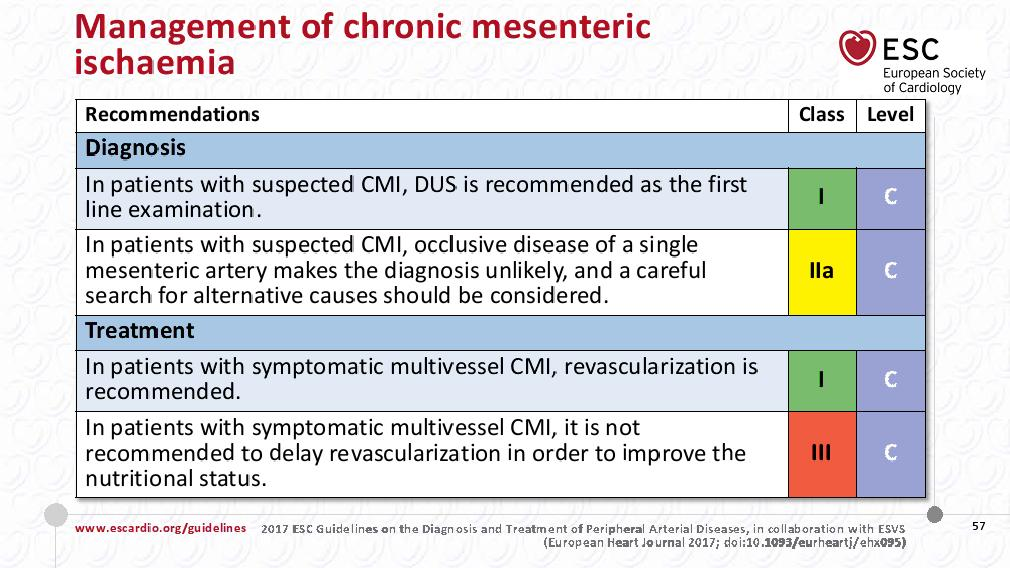 Management of chronic mesenteric
ischaemia
ESC
European Society
of Cardiology
Recommendations Class Level
Diagnosis
In patients with suspected CMI, DUS is recommended as the first
line examination.
I C
In patients with suspected CMI, occlusive disease of a single
mesenteric artery makes the diagnosis unlikely, and a careful
search for alternative causes should be considered.
IIa C
Treatment
In patients with symptomatic multivessel CMI, revascularization is
recommended.
I C
In patients with symptomatic multivessel CMI, it is not
recommended to delay revascularization in order to improve the
nutritional status.
III C
www.escardio.org/guidelines 2017 ESC Guidelines on the Diagnosis and Treatment of Peripheral Arterial Diseases, in collaboration with ESVS
(European Heart Journal 2017; doi:10.1093/eurheartj/ehx095)
57